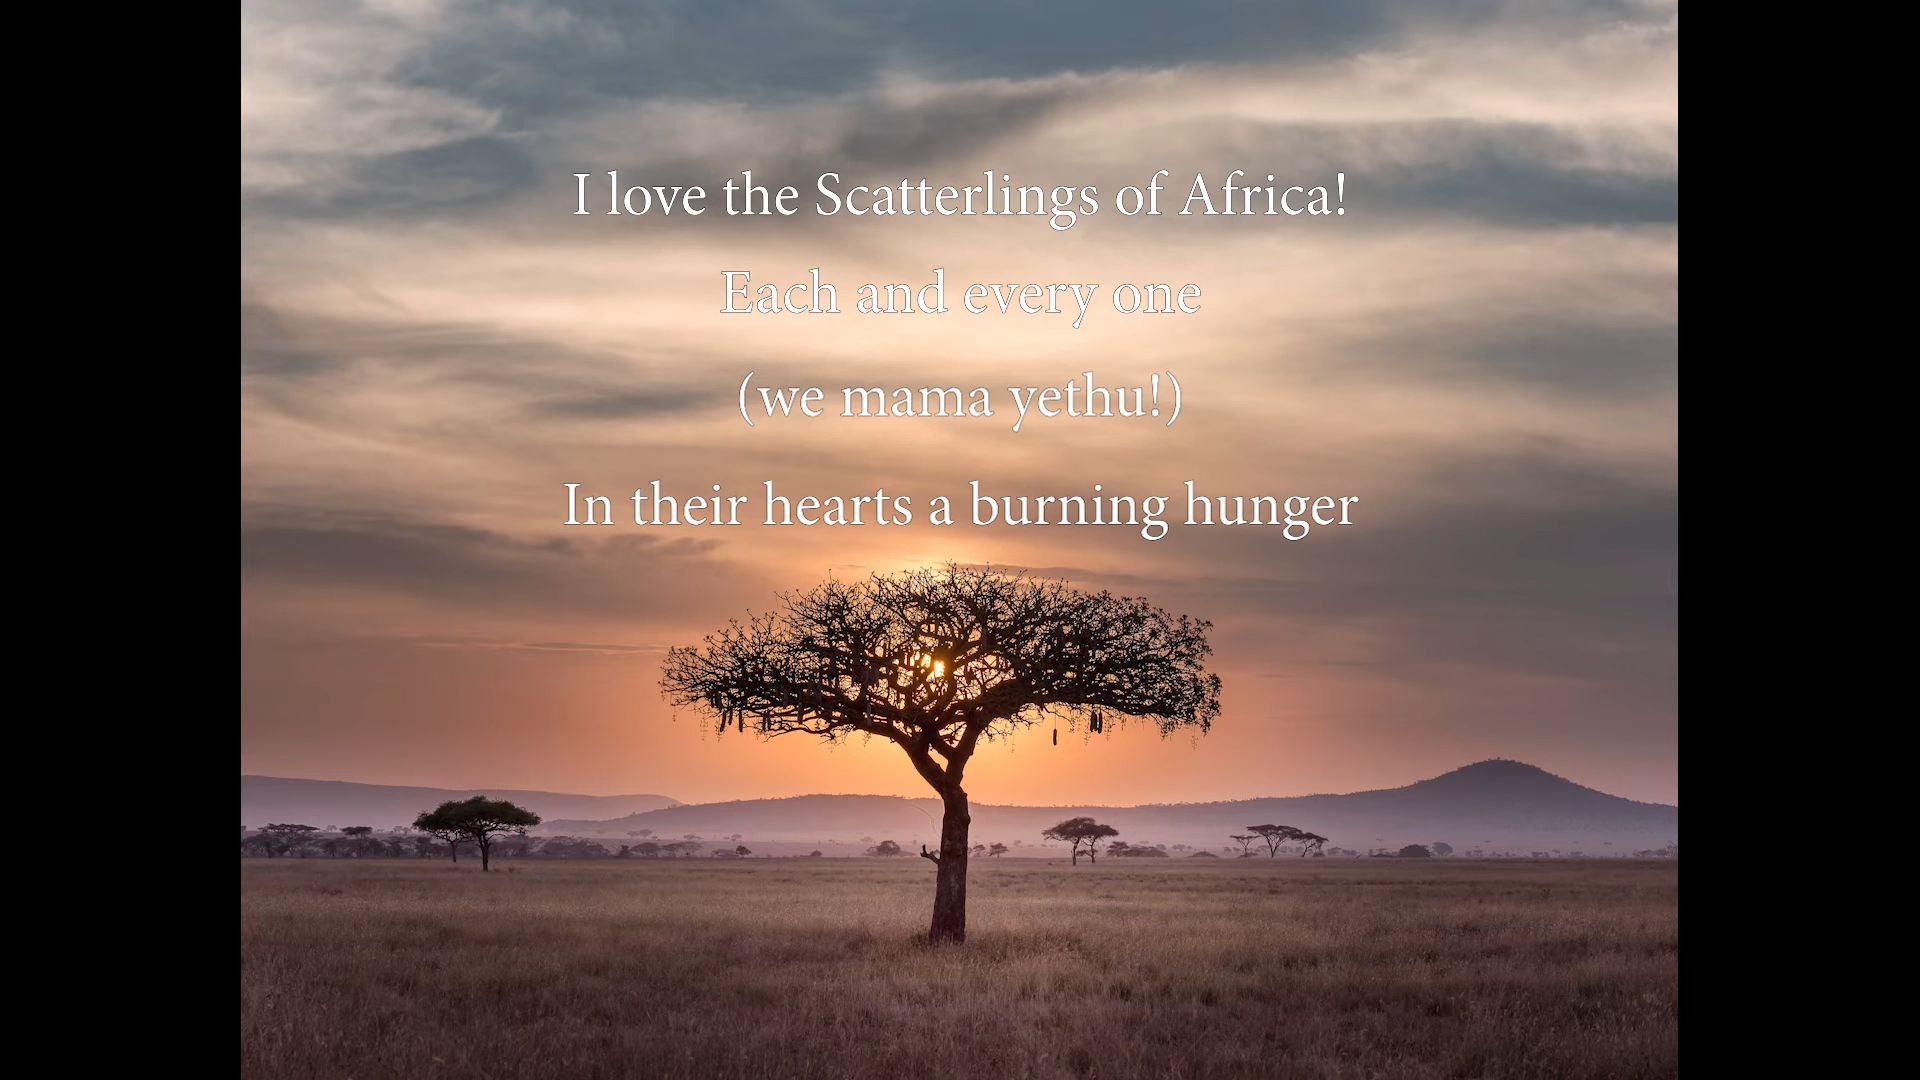 I love the Scatterlings of Africa!
Each and every one
(we mama yethu!)
In their hearts a burning hunger